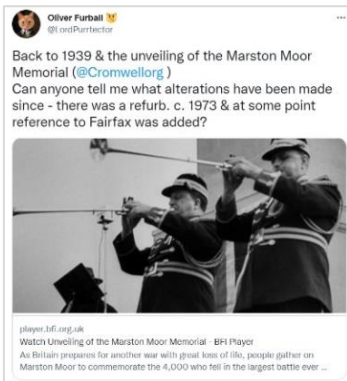 Oliver Furball
@LordPurrtector
Back to 1939 & the unveiling of the Marston Moor
Memorial (@Cromwellorg )
Can anyone tell me what alterations have been made
since - there was a refurb. c. 1973 & at some point
reference to Fairfax was added?
player.bfi.org.uk
Watch Unveiling of the Marston Moor Memorial - BFI Player
As Britain prepares for another war with great loss of life, people gather on
Marston Moor to commemorate the 4,000 who fell in the largest battle ever ...